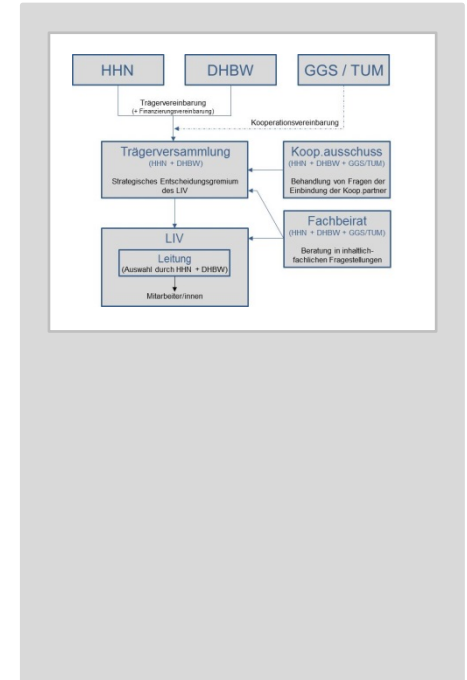 HHN
DHBW
GGS / TUM
Trägervereinbarung
(+ Finanzierungsvereinbarung)
Kooperationsvereinbarung
Trägerversammlung
(HHN + DHBW)
Strategisches Entscheidungsgremium
des LIV
Koop.ausschuss
(HHN + DHBW + GGS/TUM)
Behandlung von Fragen der
Einbindung der Koop.partner
Fachbeirat
(HHN + DHBW + GGS/TUM)
Beratung in inhaltlich-
fachlichen Fragestellungen
LIV
Leitung
(Auswahl durch HHN + DHBW)
Mitarbeiter/innen